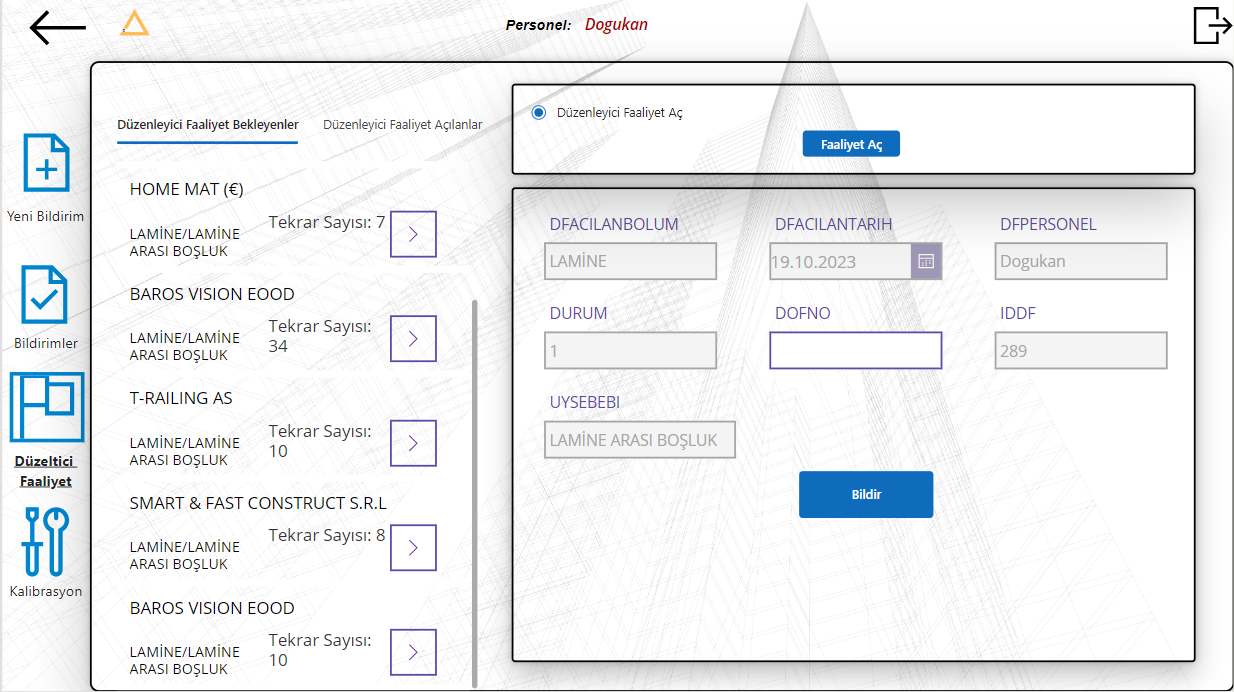 Personel: Dogukan
Yeni Bildirim
Bildirimler
Düzeltici
Faaliyet
Kalibrasyon
Düzenleyici Faaliyet Bekleyenler
Düzenleyici Faaliyet Açılanlar
HOME MAT (€)
Tekrar Sayısı: 7
LAMİNE/LAMİNE
ARASI BOŞLUK
BAROS VISION EOOD
Tekrar Sayısı:
34
LAMİNE/LAMİNE
ARASI BOŞLUK
T-RAILING AS
Tekrar Sayısı:
10
LAMİNE/LAMİNE
ARASI BOŞLUK
SMART & FAST CONSTRUCT S.R.L
Tekrar Sayısı: 8
LAMİNE/LAMİNE
ARASI BOŞLUK
BAROS VISION EOOD
Tekrar Sayısı:
10
LAMİNE/LAMİNE
ARASI BOŞLUK
Düzenleyici Faaliyet Aç
Faaliyet Aç
DFACILANBOLUM
LAMİNE
DFACILANTARIH
19.10.2023
DFPERSONEL
Dogukan
DURUM
1
DOFNO
IDDF
289
UYSEBEBI
LAMİNE ARASI BOŞLUK
Bildir